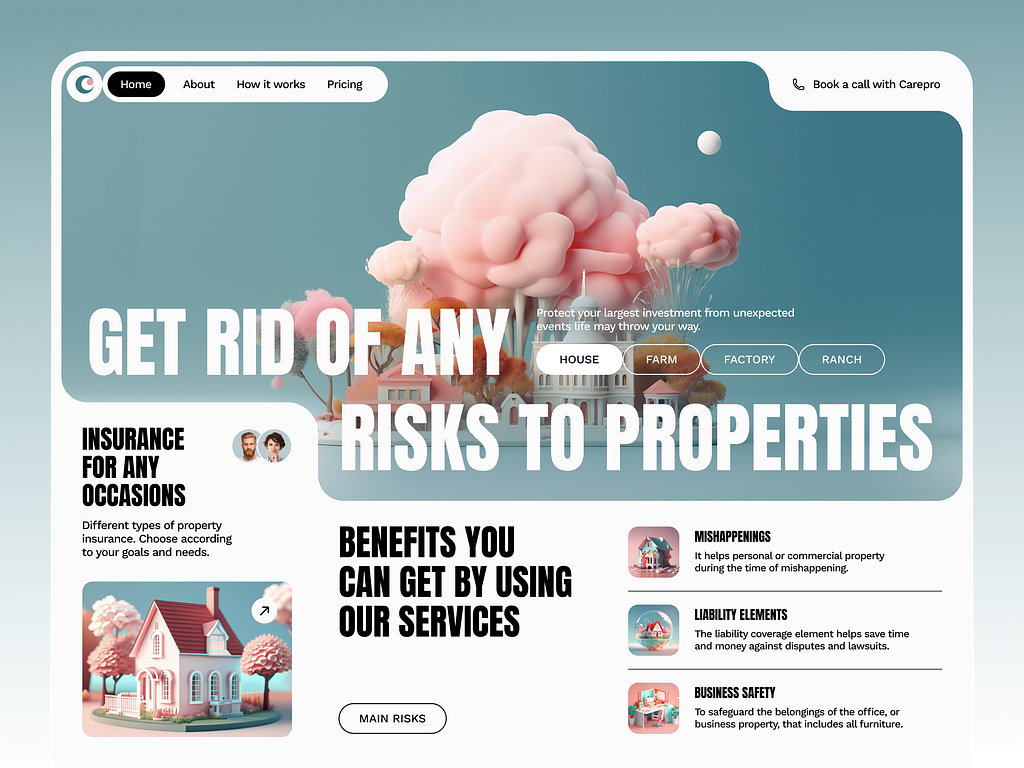 Home
About
How it works
Pricing
Book a call with Carepro
GET RID OF ANY
Protect your largest investment from unexpected
events life may throw your way.
HOUSE
FARM
FACTORY
RANCH
RISKS TO PROPERTIES
INSURANCE
FOR ANY
OCCASIONS
Different types of property
insurance. Choose according
to your goals and needs.
BENEFITS YOU
CAN GET BY USING
OUR SERVICES
MAIN RISKS
MISHAPPENINGS
It helps personal or commercial property
during the time of mishappening.
LIABILITY ELEMENTS
The liability coverage element helps save time
and money against disputes and lawsuits.
BUSINESS SAFETY
To safeguard the belongings of the office, or
business property, that includes all furniture.